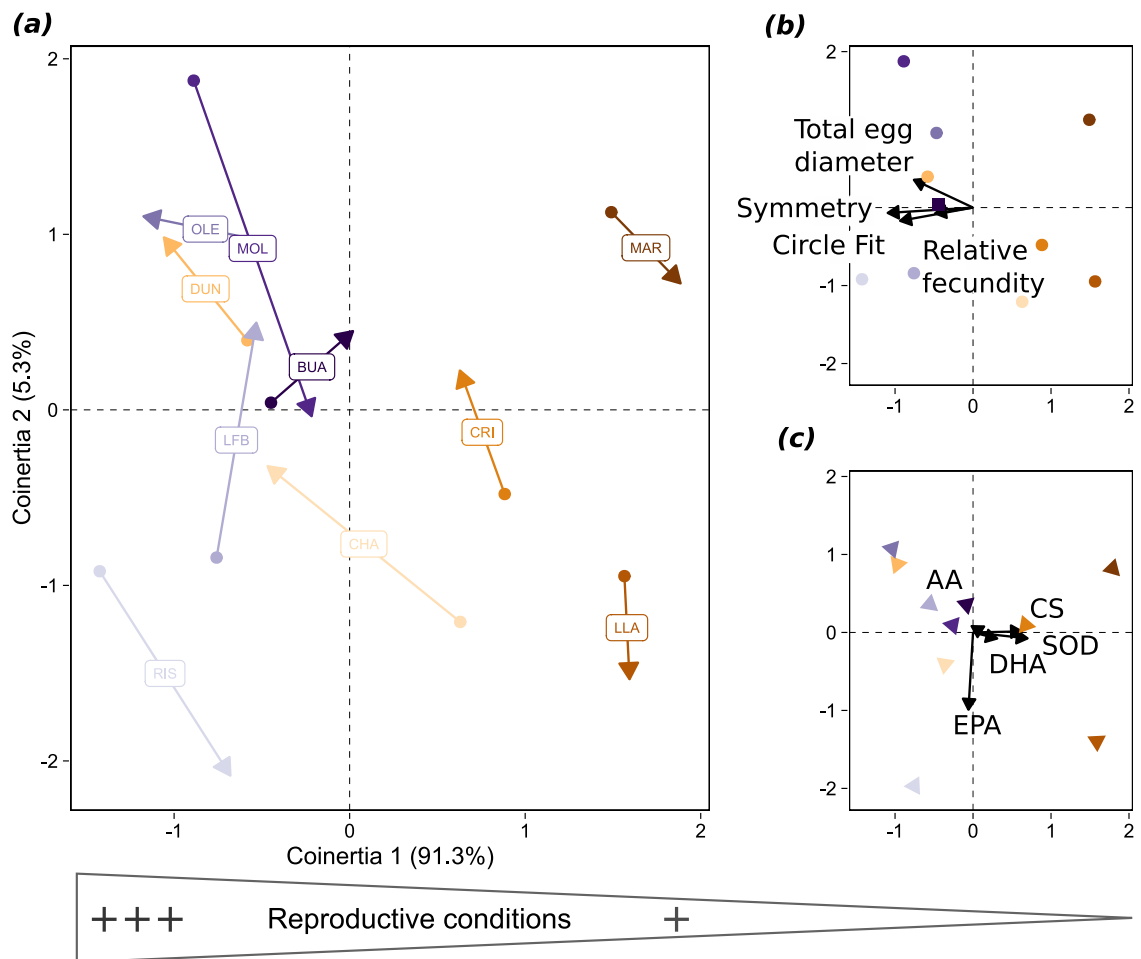 (a)
2
1
0
-1
-2
-1
0
1
2
Coinertia 2 (5.3%)
Coinertia 1 (91.3%)
OLE
MOL
MAR
DUN
BUA
CRI
LFB
CHA
LLA
RIS
(b)
2
1
0
-1
-2
-1
0
1
2
Total egg
diameter
Symmetry
Circle Fit
Relative
fecundity
(c)
2
1
0
-1
-2
-1
0
1
2
AA
CS
SOD
DHA
EPA
+++ Reproductive conditions +